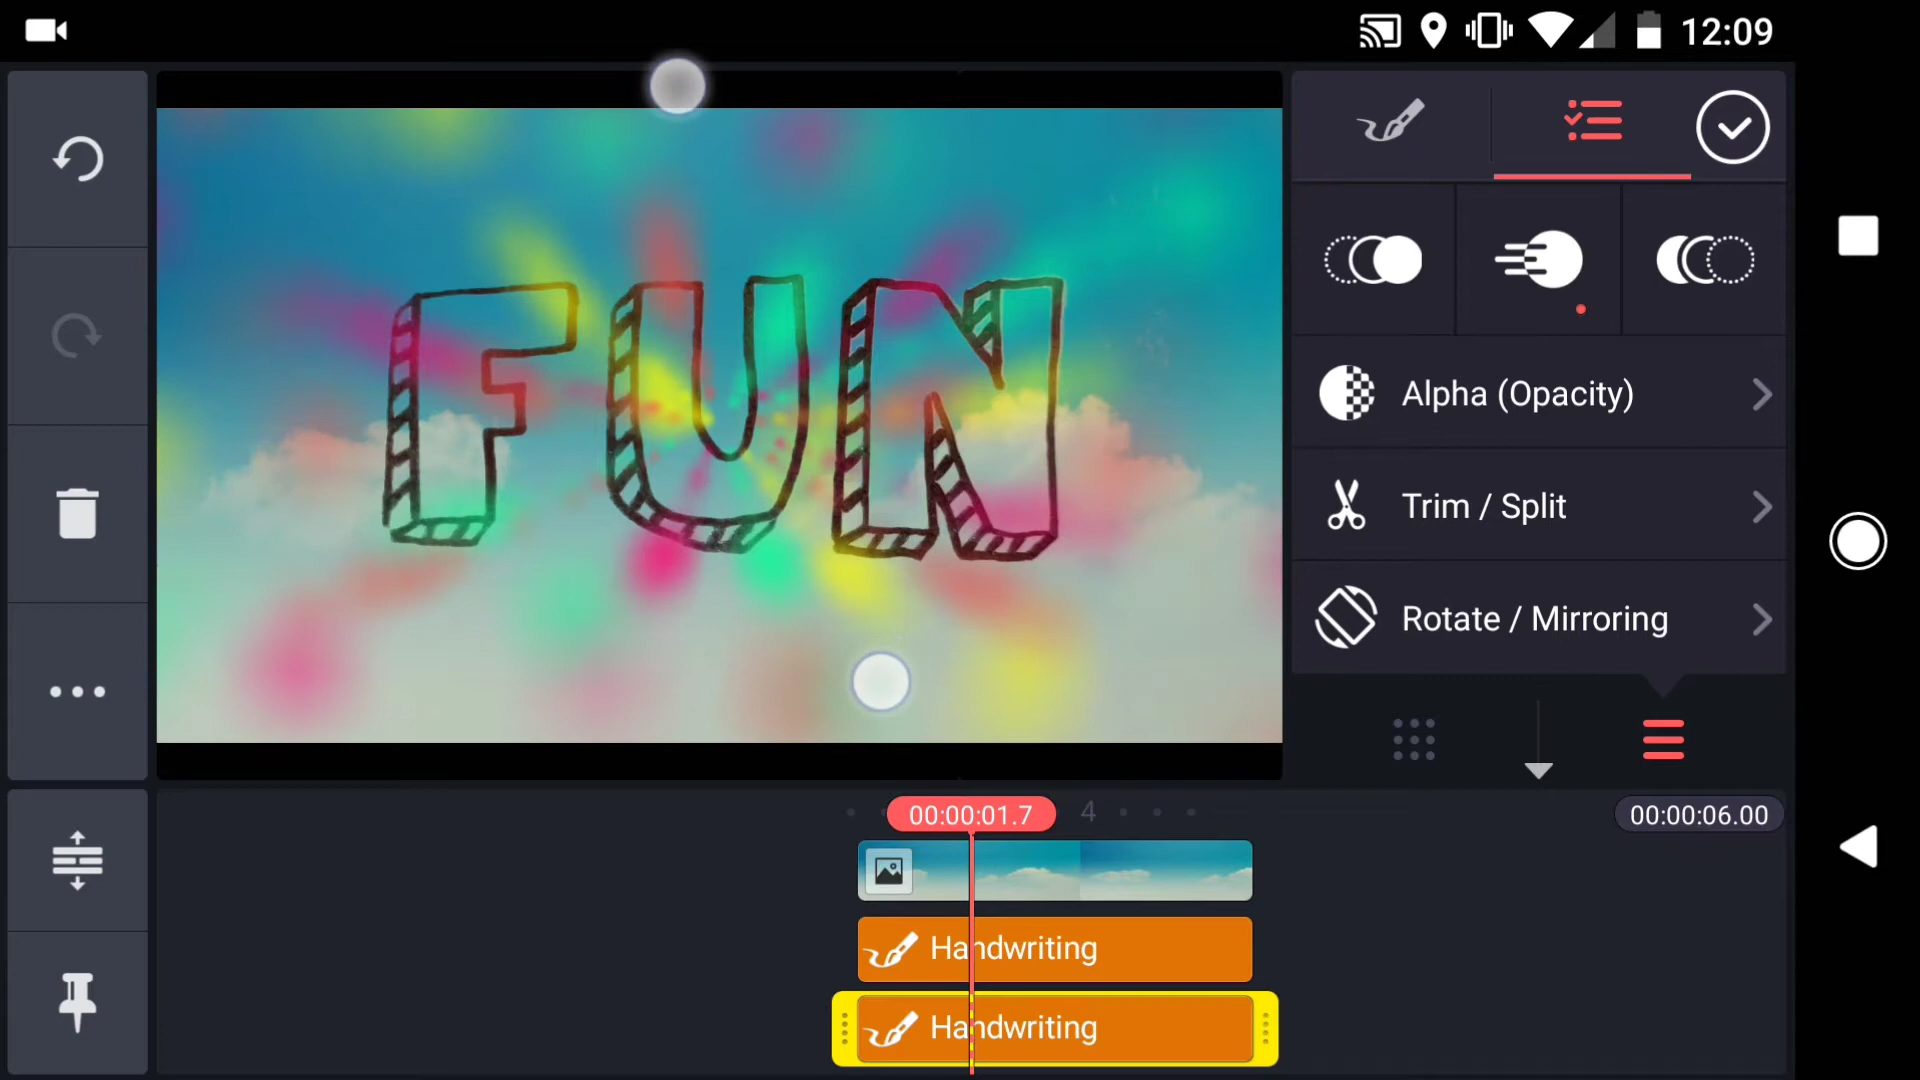 12:09
FUN
Alpha (Opacity)
Trim / Split
Rotate / Mirroring
00:00:01.7
4
00:00:06.00
Handwriting
Handwriting